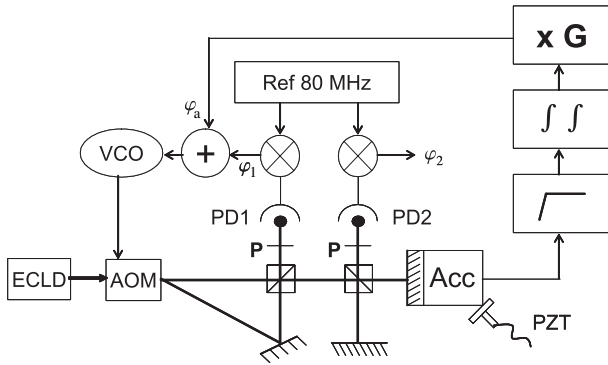 x G
Ref 80 MHz
φa
∫ ∫
VCO
+
φ1
φ2
PD1
PD2
P
P
ECLD
AOM
Acc
PZT